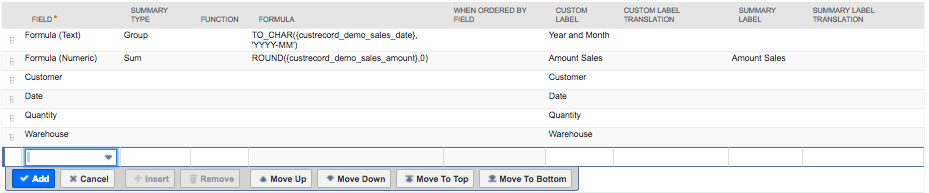 FIELD * SUMMARY TYPE FUNCTION FORMULA WHEN ORDERED BY FIELD CUSTOM LABEL CUSTOM LABEL TRANSLATION SUMMARY LABEL SUMMARY LABEL TRANSLATION
Formula (Text) Group TO_CHAR({custrecord_demo_sales_date}, 'YYYY-MM') Year and Month
Formula (Numeric) Sum ROUND({custrecord_demo_sales_amount},0) Amount Sales Amount Sales
Customer Customer
Date Date
Quantity Quantity
Warehouse Warehouse
Add Cancel Insert Remove Move Up Move Down Move To Top Move To Bottom